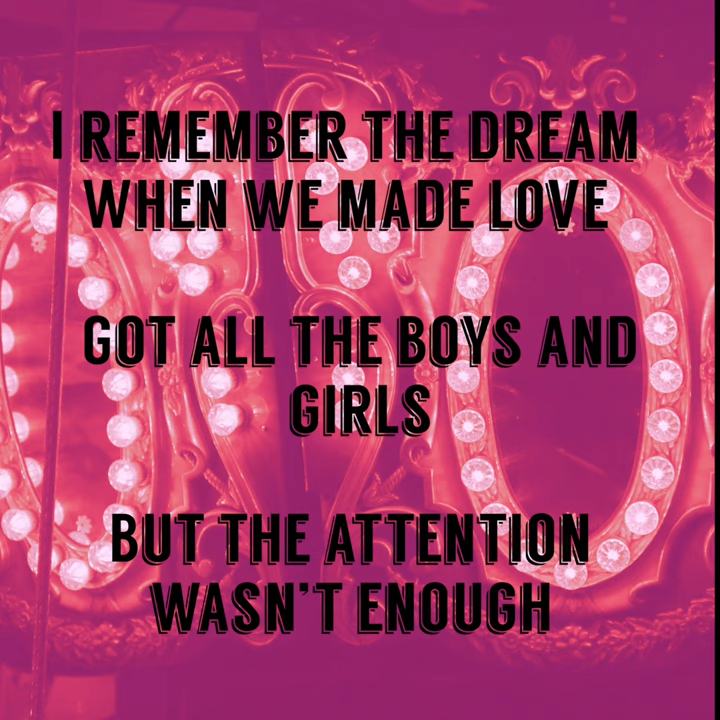 I REMEMBER THE DREAM
WHEN WE MADE LOVE
GOT ALL THE BOYS AND
GIRLS
BUT THE ATTENTION
WASN'T ENOUGH